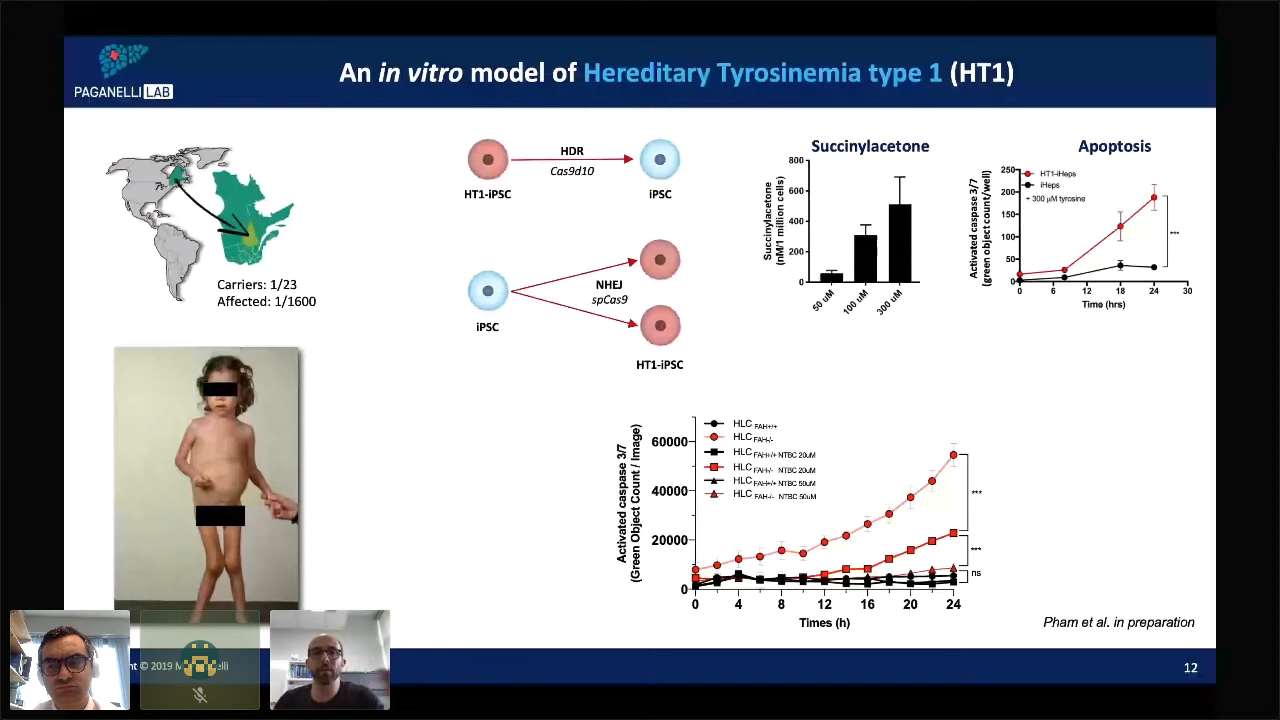 PAGANELLI LAB
An in vitro model of Hereditary Tyrosinemia type 1 (HT1)
Carriers: 1/23
Affected: 1/1600
HDR
Cas9d10
HT1-iPSC
iPSC
NHEJ
spCas9
iPSC
HT1-iPSC
Succinylacetone
Succinylacetone
(nM/1 million cells)
800
600
400
200
0
50 uM
100 uM
300 uM
Apoptosis
Activated caspase 3/7
(green object count/well)
250
200
150
100
50
0
HT1-iHeps
iHeps
+ 300 µM tyrosine
***
0
6
12
18
24
30
Time (hrs)
Activated caspase 3/7
(Green Object Count / Image)
60000
40000
20000
0
HLC FAH+/+
HLC FAH-/-
HLC FAH+/+ NTBC 20uM
HLC FAH-/- NTBC 20uM
HLC FAH+/+ NTBC 50uM
HLC FAH-/- NTBC 50uM
***
***
ns
0
4
8
12
16
20
24
Times (h)
Pham et al. in preparation
© 2019
12